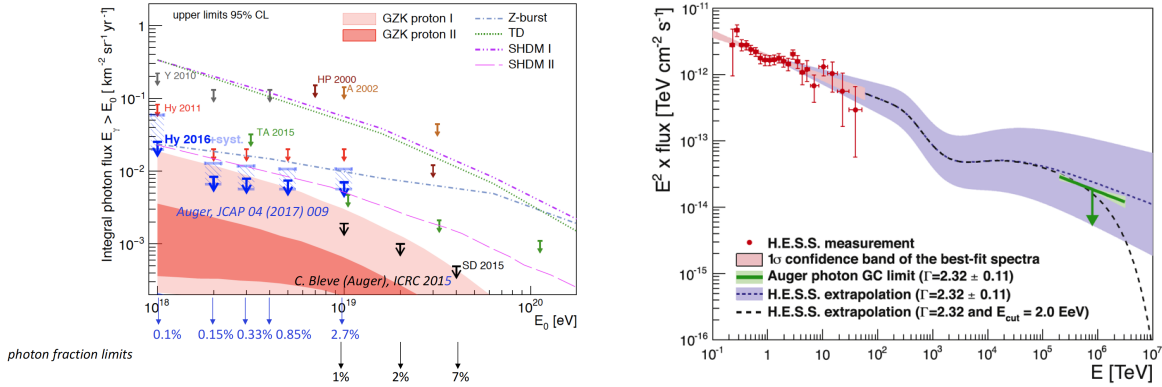 upper limits 95% CL
GZK proton I
GZK proton II
Z-burst
TD
SHDM I
SHDM II
Integral photon flux E_γ > E_0 [km^-2 sr^-1 yr^-1]
1
10^-1
10^-2
10^-3
Y 2010
HP 2000
A 2002
Hy 2011
Hy 2016+syst.
TA 2015
Auger, JCAP 04 (2017) 009
SD 2015
C. Bleve (Auger), ICRC 2015
10^18
10^19
10^20
E_0 [eV]
0.1% 0.15% 0.33% 0.85% 2.7%
photon fraction limits
1% 2% 7%
E^2 x flux [TeV cm^-2 s^-1]
10^-11
10^-12
10^-13
10^-14
10^-15
10^-16
H.E.S.S. measurement
1σ confidence band of the best-fit spectra
Auger photon GC limit (Γ=2.32 ± 0.11)
H.E.S.S. extrapolation (Γ=2.32 ± 0.11)
H.E.S.S. extrapolation (Γ=2.32 and E_cut = 2.0 EeV)
10^-1 1 10 10^2 10^3 10^4 10^5 10^6 10^7
E [TeV]